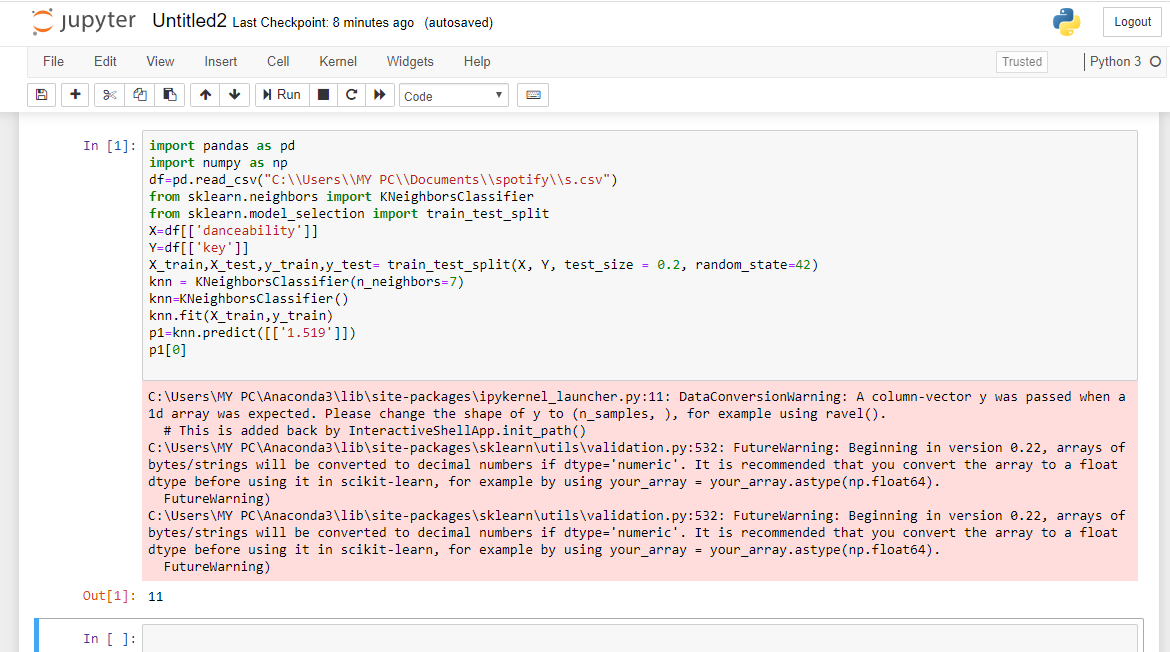 jupyter Untitled2 Last Checkpoint: 8 minutes ago (autosaved)
Logout
File Edit View Insert Cell Kernel Widgets Help
Trusted
Python 3
Run
Code
In [1]:
import pandas as pd
import numpy as np
df=pd.read_csv("C:\\Users\\MY PC\\Documents\\spotify\\s.csv")
from sklearn.neighbors import KNeighborsClassifier
from sklearn.model_selection import train_test_split
X=df[['danceability']]
Y=df[['key']]
X_train,X_test,y_train,y_test= train_test_split(X, Y, test_size = 0.2, random_state=42)
knn = KNeighborsClassifier(n_neighbors=7)
knn=KNeighborsClassifier()
knn.fit(X_train,y_train)
p1=knn.predict([['1.519']])
p1[0]
C:\Users\MY PC\Anaconda3\lib\site-packages\ipykernel_launcher.py:11: DataConversionWarning: A column-vector y was passed when a
1d array was expected. Please change the shape of y to (n_samples, ), for example using ravel().
# This is added back by InteractiveShellApp.init_path()
C:\Users\MY PC\Anaconda3\lib\site-packages\sklearn\utils\validation.py:532: FutureWarning: Beginning in version 0.22, arrays of
bytes/strings will be converted to decimal numbers if dtype='numeric'. It is recommended that you convert the array to a float
dtype before using it in scikit-learn, for example by using your_array = your_array.astype(np.float64).
FutureWarning)
C:\Users\MY PC\Anaconda3\lib\site-packages\sklearn\utils\validation.py:532: FutureWarning: Beginning in version 0.22, arrays of
bytes/strings will be converted to decimal numbers if dtype='numeric'. It is recommended that you convert the array to a float
dtype before using it in scikit-learn, for example by using your_array = your_array.astype(np.float64).
FutureWarning)
Out[1]: 11
In [ ]: